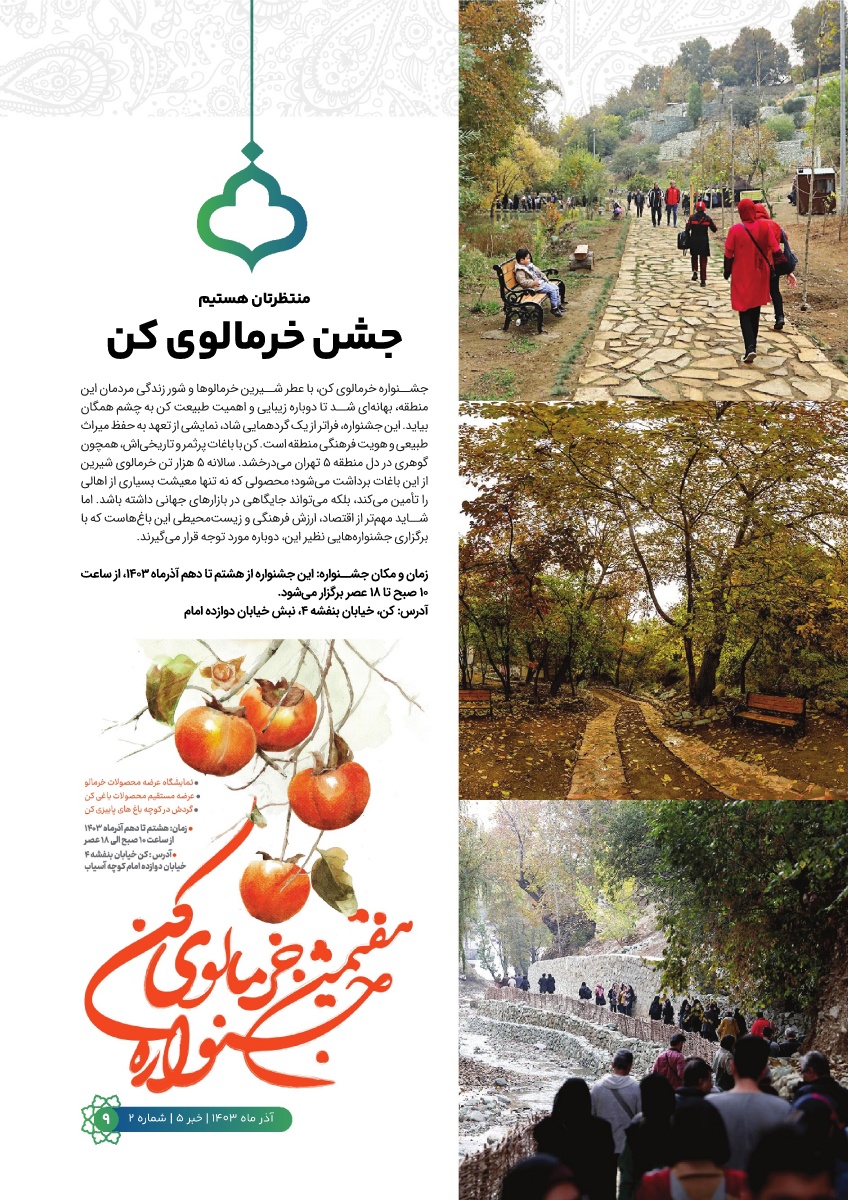 منتظرتان هستیم
جشن خرمالوی کن
جشنواره خرمالوی کن، با عطر شیرین خرمالوها و شور زندگی مردمان این
منطقه، بهانه‌ای شد تا دوباره زیبایی و اهمیت طبیعت کن به چشم همگان
بیاید. این جشنواره، فراتر از یک گردهمایی شاد، نمایشی از تعهد به حفظ میراث
طبیعی و هویت فرهنگی منطقه است. کن با باغات پرثمر و تاریخی‌اش، همچون
گوهری در دل منطقه ۵ تهران می‌درخشد. سالانه ۵ هزار تن خرمالوی شیرین
از این باغات برداشت می‌شود؛ محصولی که نه تنها معیشت بسیاری از اهالی
را تأمین می‌کند، بلکه می‌تواند جایگاهی در بازارهای جهانی داشته باشد. اما
شاید مهم‌تر از اقتصاد، ارزش فرهنگی و زیست‌محیطی این باغ‌هاست که با
برگزاری جشنواره‌هایی نظیر این، دوباره مورد توجه قرار می‌گیرند.
زمان و مکان جشنواره: این جشنواره از هشتم تا دهم آذرماه ۱۴۰۳، از ساعت
۱۰ صبح تا ۱۸ عصر برگزار می‌شود.
آدرس: کن، خیابان بنفشه ۴، نبش خیابان دوازده امام
• نمایشگاه عرضه محصولات خرمالو
• عرضه مستقیم محصولات باغی کن
• گردش در کوچه باغ های پاییزی کن
• زمان: هشتم تا دهم آذرماه ۱۴۰۳
از ساعت ۱۰ صبح الی ۱۸ عصر
• آدرس: کن خیابان بنفشه ۴
خیابان دوازده امام کوچه آسیاب
هفتمین
جشنواره
خرمالوی کن
آذر ماه ۱۴۰۳ | خبر ۵ | شماره ۲
۹